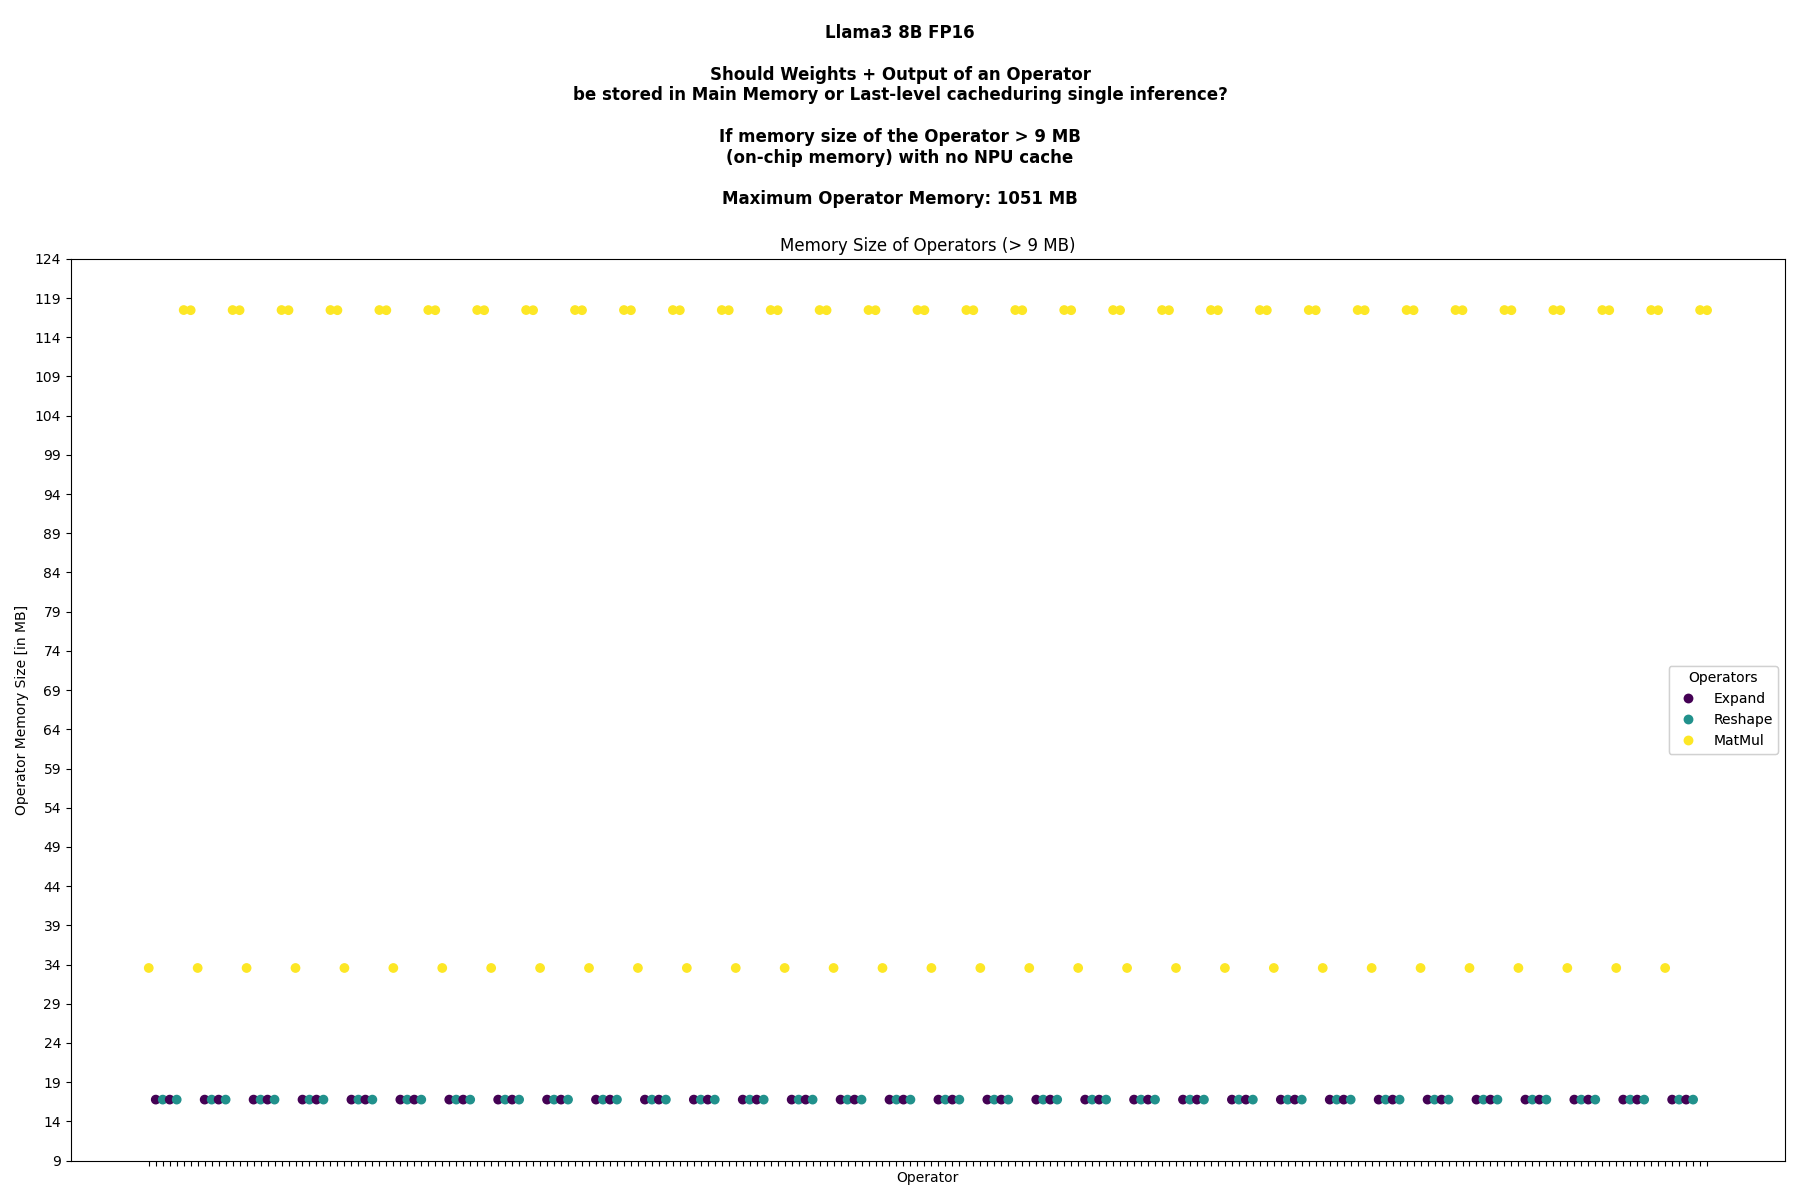 Llama3 8B FP16
Should Weights + Output of an Operator
be stored in Main Memory or Last-level cacheduring single inference?
If memory size of the Operator > 9 MB
(on-chip memory) with no NPU cache
Maximum Operator Memory: 1051 MB
Memory Size of Operators (> 9 MB)
124
119
114
109
104
99
94
89
84
79
74
69
64
59
54
49
44
39
34
29
24
19
14
9
Operator Memory Size [in MB]
Operators
Expand
Reshape
MatMul
Operator